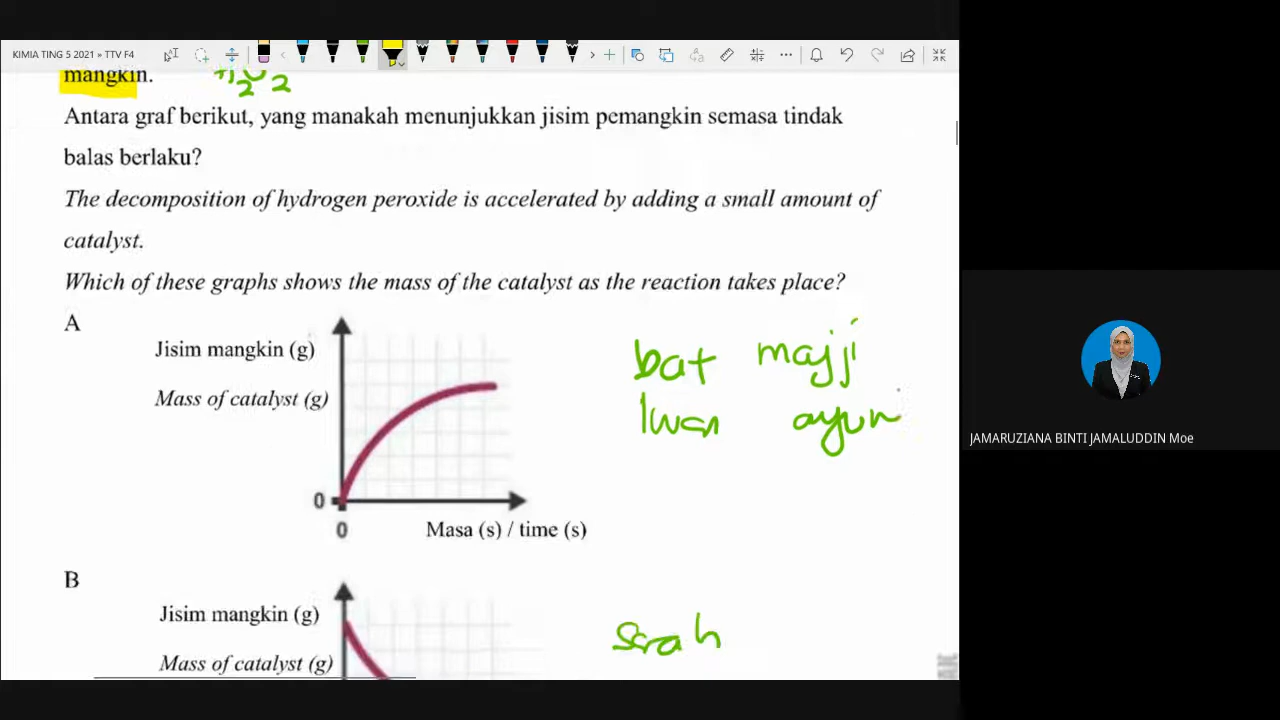 KIMIA TING 5 2021 » TTV F4
mangkin. H2O2
Antara graf berikut, yang manakah menunjukkan jisim pemangkin semasa tindak
balas berlaku?
The decomposition of hydrogen peroxide is accelerated by adding a small amount of
catalyst.
Which of these graphs shows the mass of the catalyst as the reaction takes place?
A
Jisim mangkin (g)
Mass of catalyst (g)
bat majji
Iwan ayun
0
0
Masa (s) / time (s)
B
Jisim mangkin (g)
Mass of catalyst (g)
sarah
JAMARUZIANA BINTI JAMALUDDIN Moe